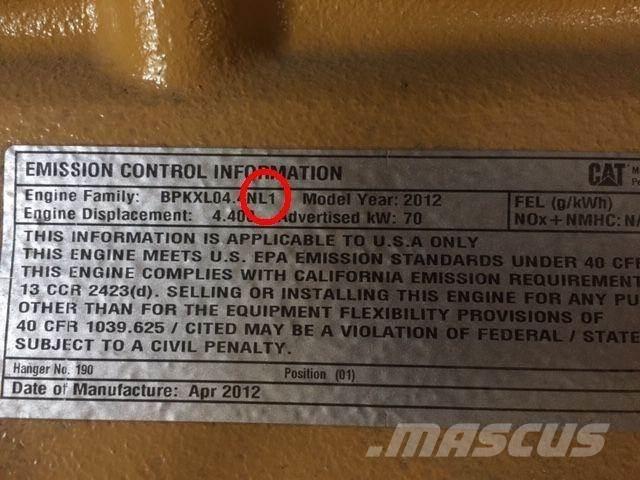 EMISSION CONTROL INFORMATION
CAT
Engine Family: BPKXL04.4NL1 Model Year: 2012
FEL (g/kWh)
Engine Displacement: 4.40 Advertised kW: 70
NOx+NMHC: N/
THIS INFORMATION IS APPLICABLE TO U.S.A ONLY
THIS ENGINE MEETS U.S. EPA EMISSION STANDARDS UNDER 40 CF
THIS ENGINE COMPLIES WITH CALIFORNIA EMISSION REQUIREMENT
13 CCR 2423(d). SELLING OR INSTALLING THIS ENGINE FOR ANY PU
OTHER THAN FOR THE EQUIPMENT FLEXIBILITY PROVISIONS OF
40 CFR 1039.625 / CITED MAY BE A VIOLATION OF FEDERAL / STATE
SUBJECT TO A CIVIL PENALTY.
Hanger No. 190 Position (01)
Date of Manufacture: Apr 2012
MASCUS